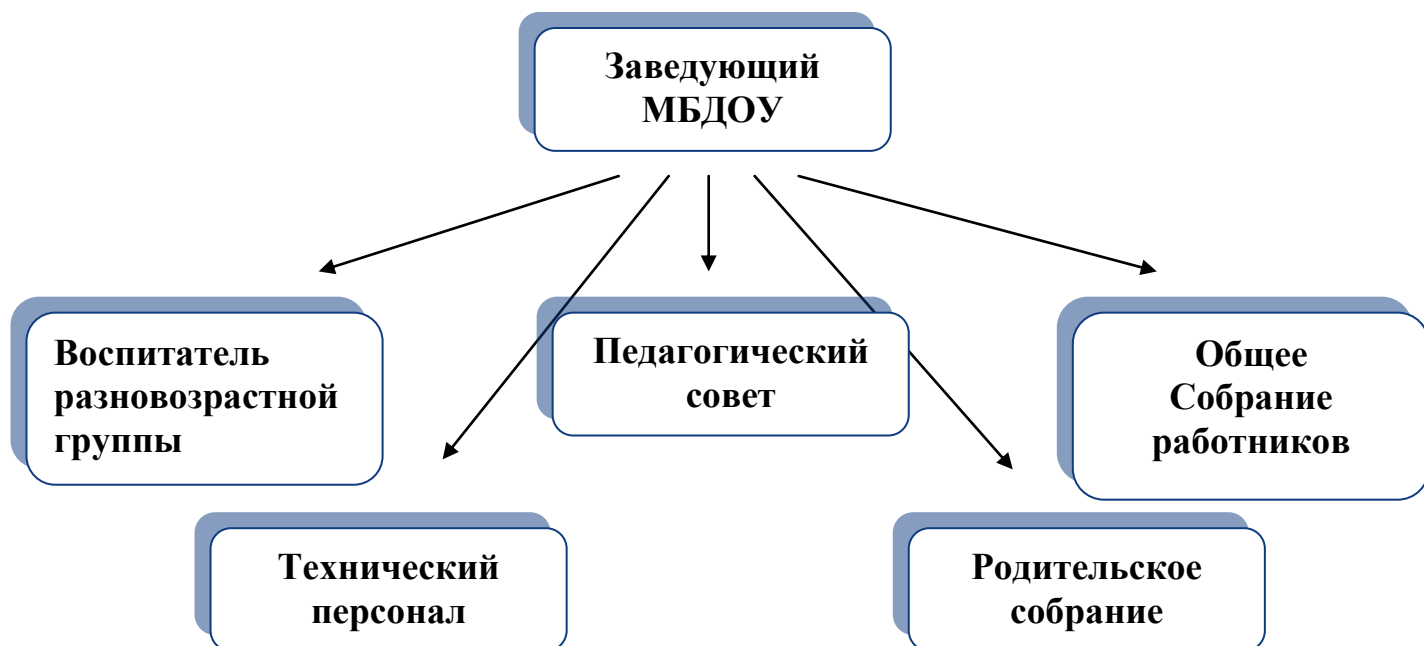 Заведующий
МБДОУ
Воспитатель
разновозрастной
группы
Педагогический
совет
Общее
Собрание
работников
Технический
персонал
Родительское
собрание